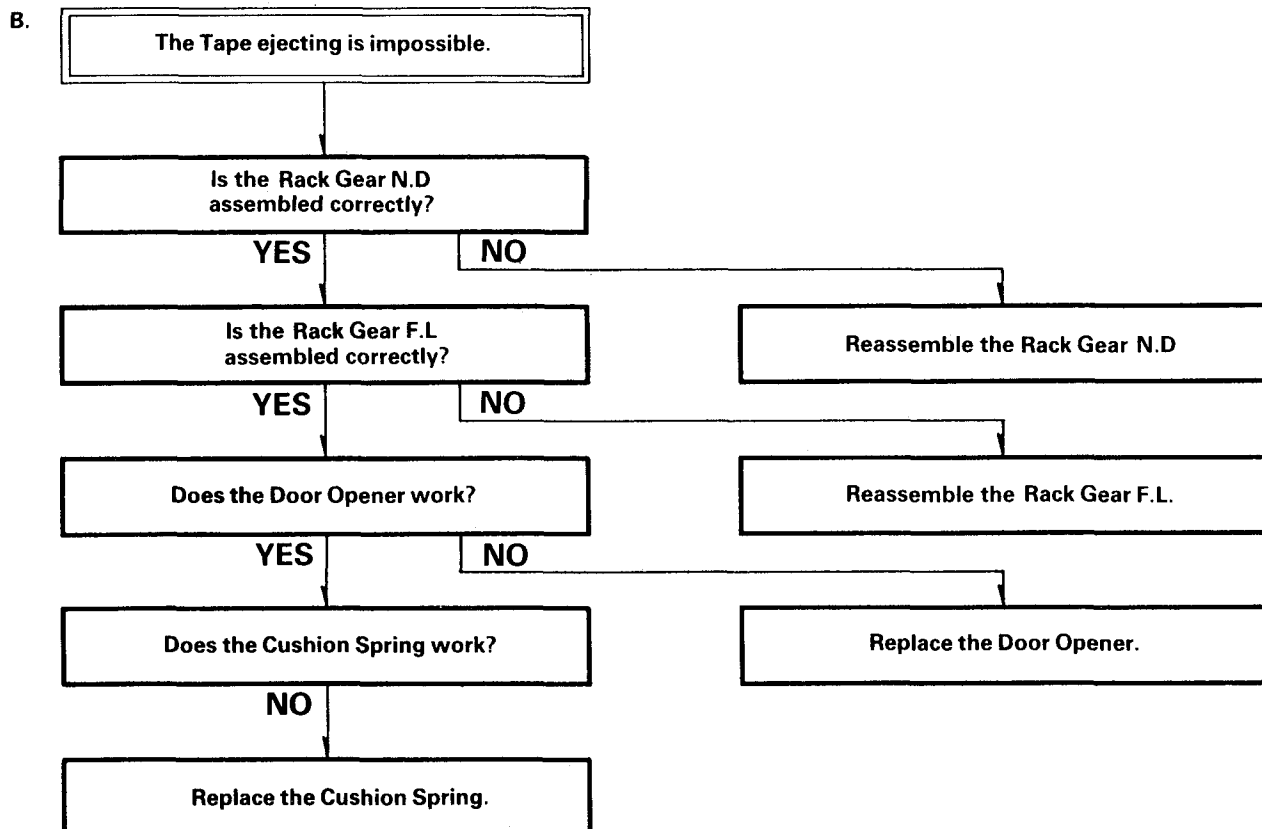 B.
The Tape ejecting is impossible.
Is the Rack Gear N.D
assembled correctly?
YES
NO
Is the Rack Gear F.L
assembled correctly?
Reassemble the Rack Gear N.D
YES
NO
Does the Door Opener work?
Reassemble the Rack Gear F.L.
YES
NO
Does the Cushion Spring work?
Replace the Door Opener.
NO
Replace the Cushion Spring.